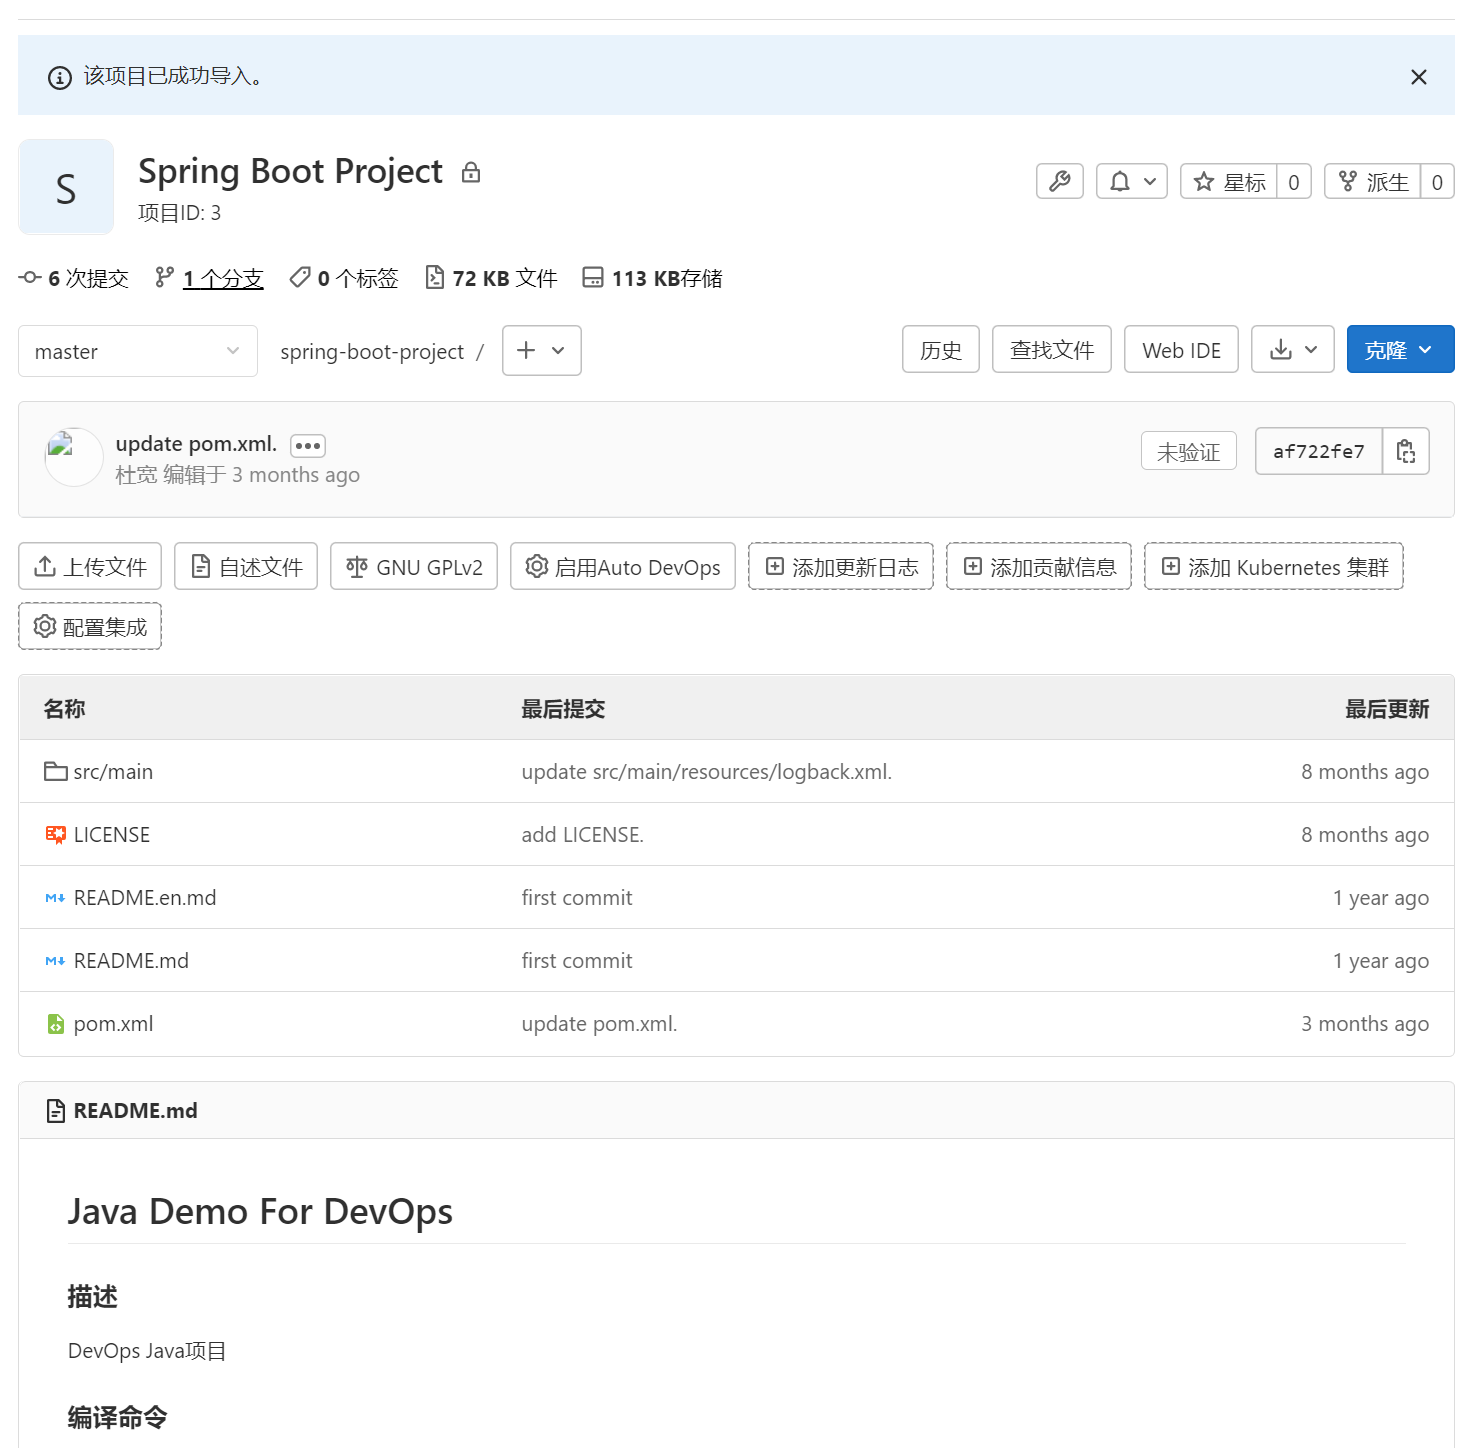 该项目已成功导入。
S
Spring Boot Project
项目ID: 3
星标 0
派生 0
6 次提交 1 个分支 0 个标签 72 KB 文件 113 KB存储
master spring-boot-project / 历史 查找文件 Web IDE 克隆
update pom.xml.
杜宽 编辑于 3 months ago
未验证 af722fe7
上传文件 自述文件 GNU GPLv2 启用Auto DevOps 添加更新日志 添加贡献信息 添加 Kubernetes 集群
配置集成
名称 最后提交 最后更新
src/main update src/main/resources/logback.xml. 8 months ago
LICENSE add LICENSE. 8 months ago
README.en.md first commit 1 year ago
README.md first commit 1 year ago
pom.xml update pom.xml. 3 months ago
README.md
Java Demo For DevOps
描述
DevOps Java项目
编译命令